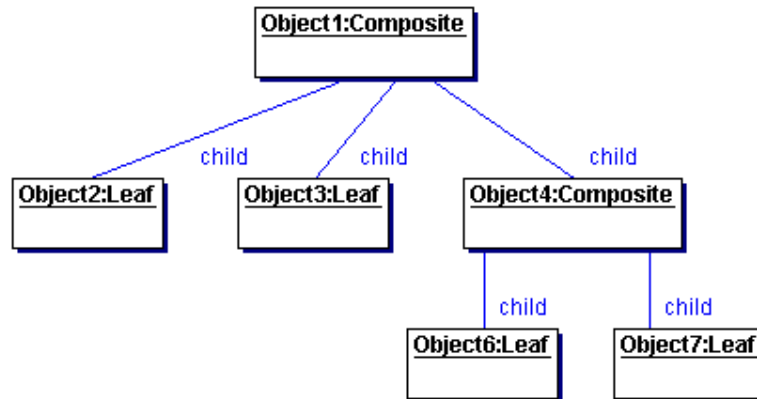 Object1:Composite
child
child
child
Object2:Leaf
Object3:Leaf
Object4:Composite
child
child
Object6:Leaf
Object7:Leaf